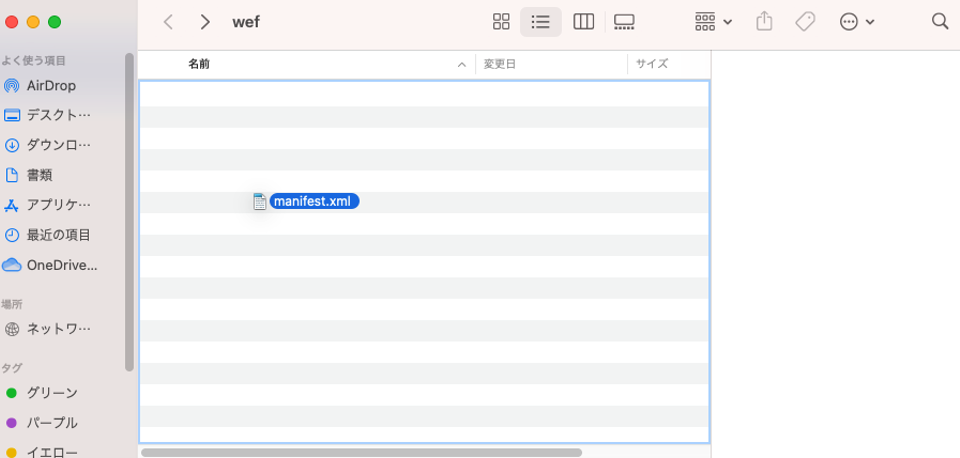 wef
よく使う項目
名前
変更日
サイズ
AirDrop
デスクト…
ダウンロ…
書類
manifest.xml
アプリケ…
最近の項目
OneDrive...
場所
ネットワ…
タグ
グリーン
パープル
イエロー